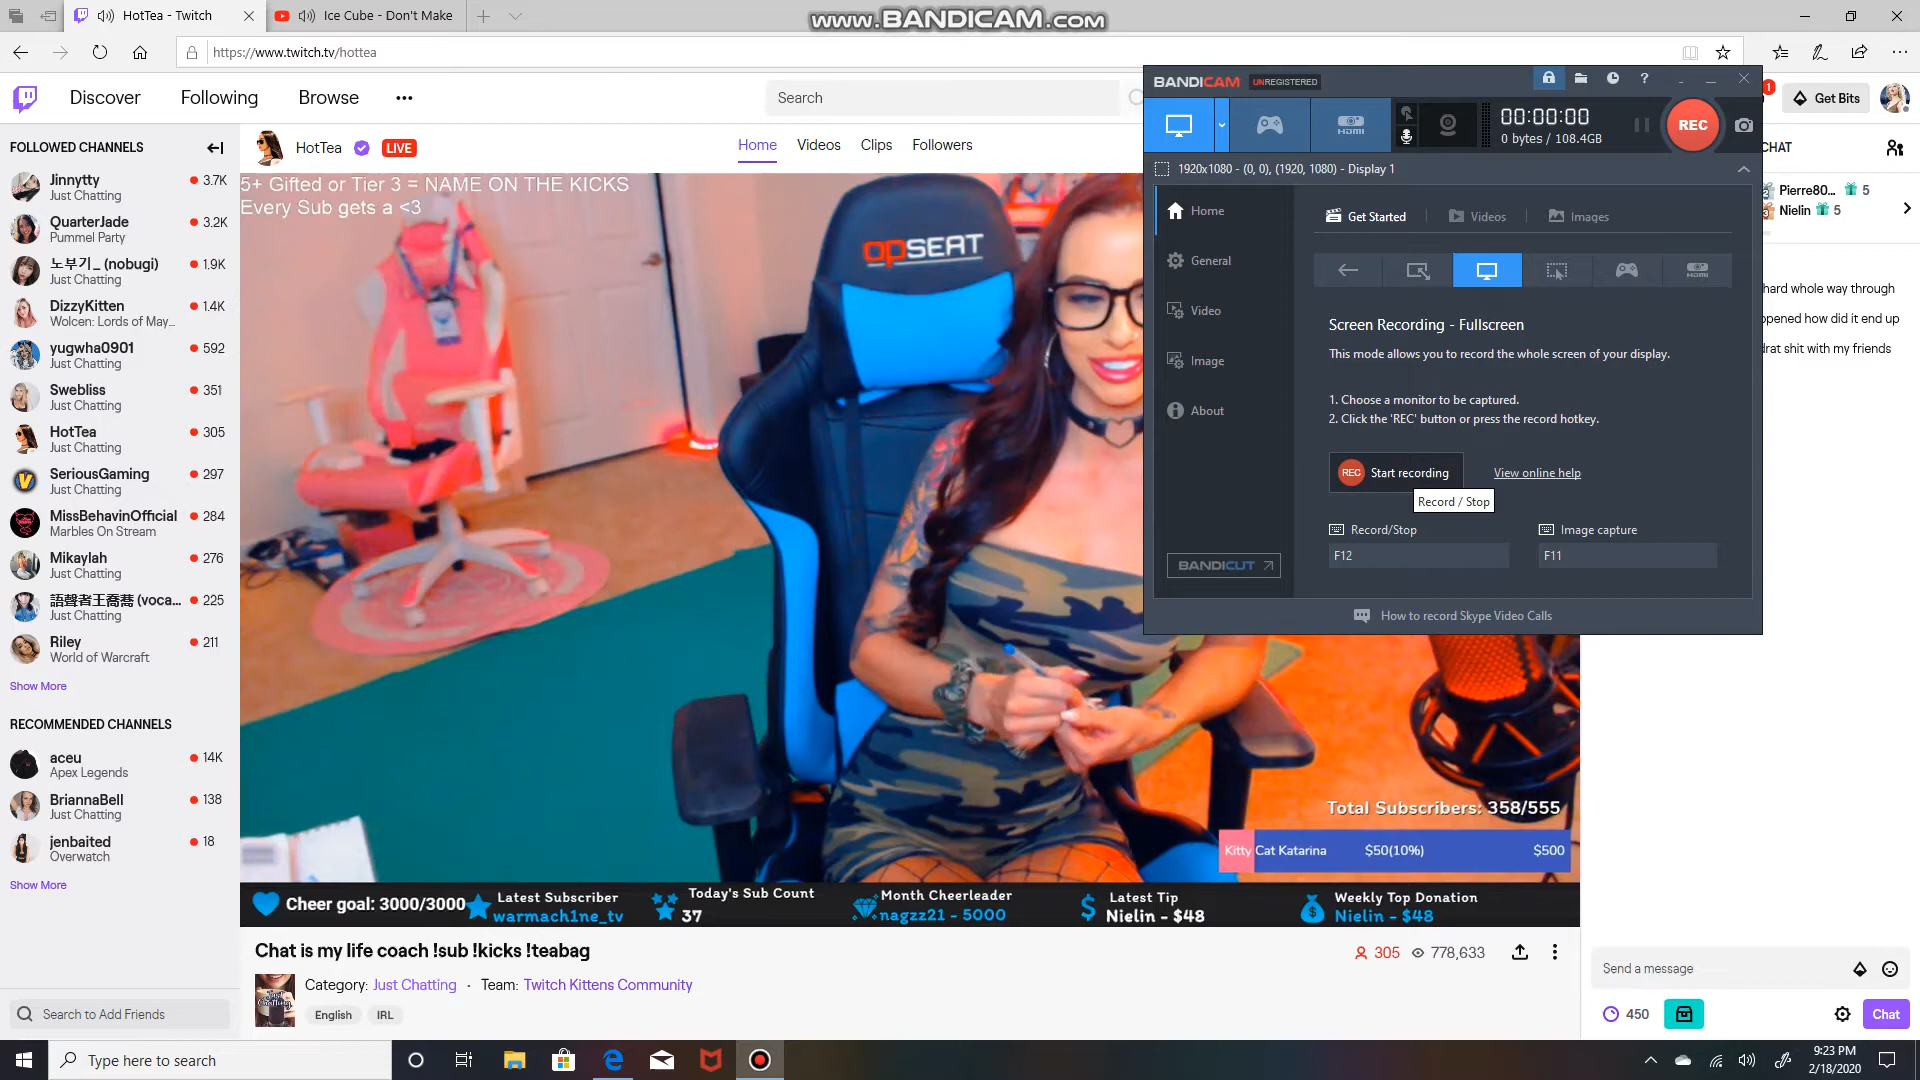 HotTea - Twitch
Ice Cube - Don't Make
www.BANDICAM.com
https://www.twitch.tv/hottea
Discover
Following
Browse
Search
Get Bits
1
FOLLOWED CHANNELS
Jinnytty
Just Chatting
3.7K
QuarterJade
Pummel Party
3.2K
노부기_ (nobugi)
Just Chatting
1.9K
DizzyKitten
Wolcen: Lords of May...
1.4K
yugwha0901
Just Chatting
592
Swebliss
Just Chatting
351
HotTea
Just Chatting
305
SeriousGaming
Just Chatting
297
MissBehavinOfficial
Marbles On Stream
284
Mikaylah
Just Chatting
276
語聲者王喬蕎 (voca...
Just Chatting
225
Riley
World of Warcraft
211
Show More
RECOMMENDED CHANNELS
aceu
Apex Legends
14K
BriannaBell
Just Chatting
138
jenbaited
Overwatch
18
Show More
Search to Add Friends
HotTea
LIVE
Home
Videos
Clips
Followers
5+ Gifted or Tier 3 = NAME ON THE KICKS
Every Sub gets a <3
OPSEAT
BANDICAM
UNREGISTERED
HDMI
00:00:00
0 bytes / 108.4GB
REC
1920x1080 - (0, 0), (1920, 1080) - Display 1
Home
General
Video
Image
About
BANDICUT
Get Started
Videos
Images
HDMI
Screen Recording - Fullscreen
This mode allows you to record the whole screen of your display.
1. Choose a monitor to be captured.
2. Click the 'REC' button or press the record hotkey.
REC
Start recording
View online help
Record / Stop
Record/Stop
F12
Image capture
F11
How to record Skype Video Calls
CHAT
Pierre80... 5
Nielin 5
hard whole way through
opened how did it end up
drat shit with my friends
Total Subscribers: 358/555
Kitty Cat Katarina
$50(10%)
$500
Cheer goal: 3000/3000
Latest Subscriber
warmach1ne_tv
Today's Sub Count
37
Month Cheerleader
nagzz21 - 5000
Latest Tip
Nielin - $48
Weekly Top Donation
Nielin - $48
Chat is my life coach !sub !kicks !teabag
305
778,633
Just Chatting
Category: Just Chatting
Team: Twitch Kittens Community
English
IRL
Send a message
450
Chat
Type here to search
9:23 PM
2/18/2020